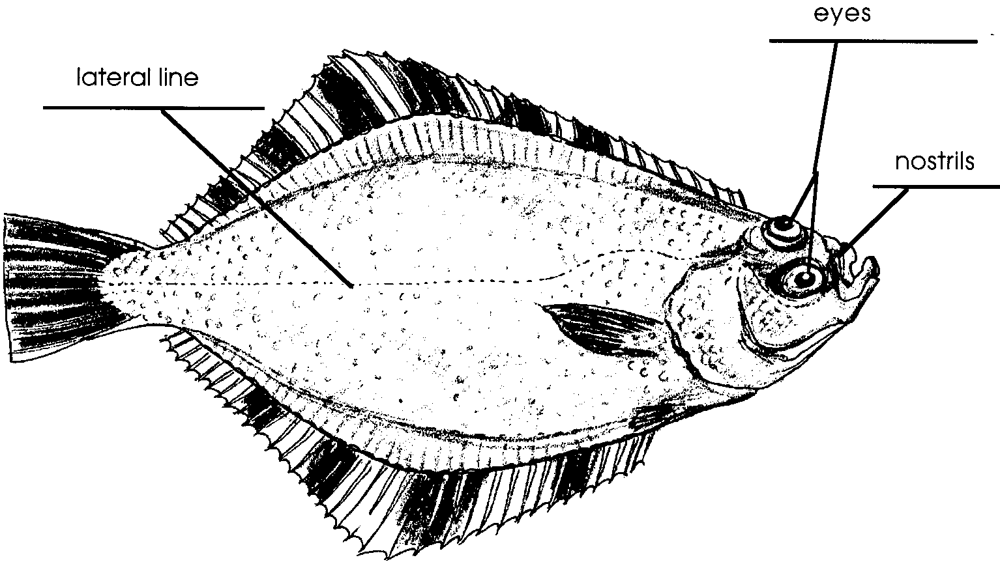 eyes
lateral line
nostrils